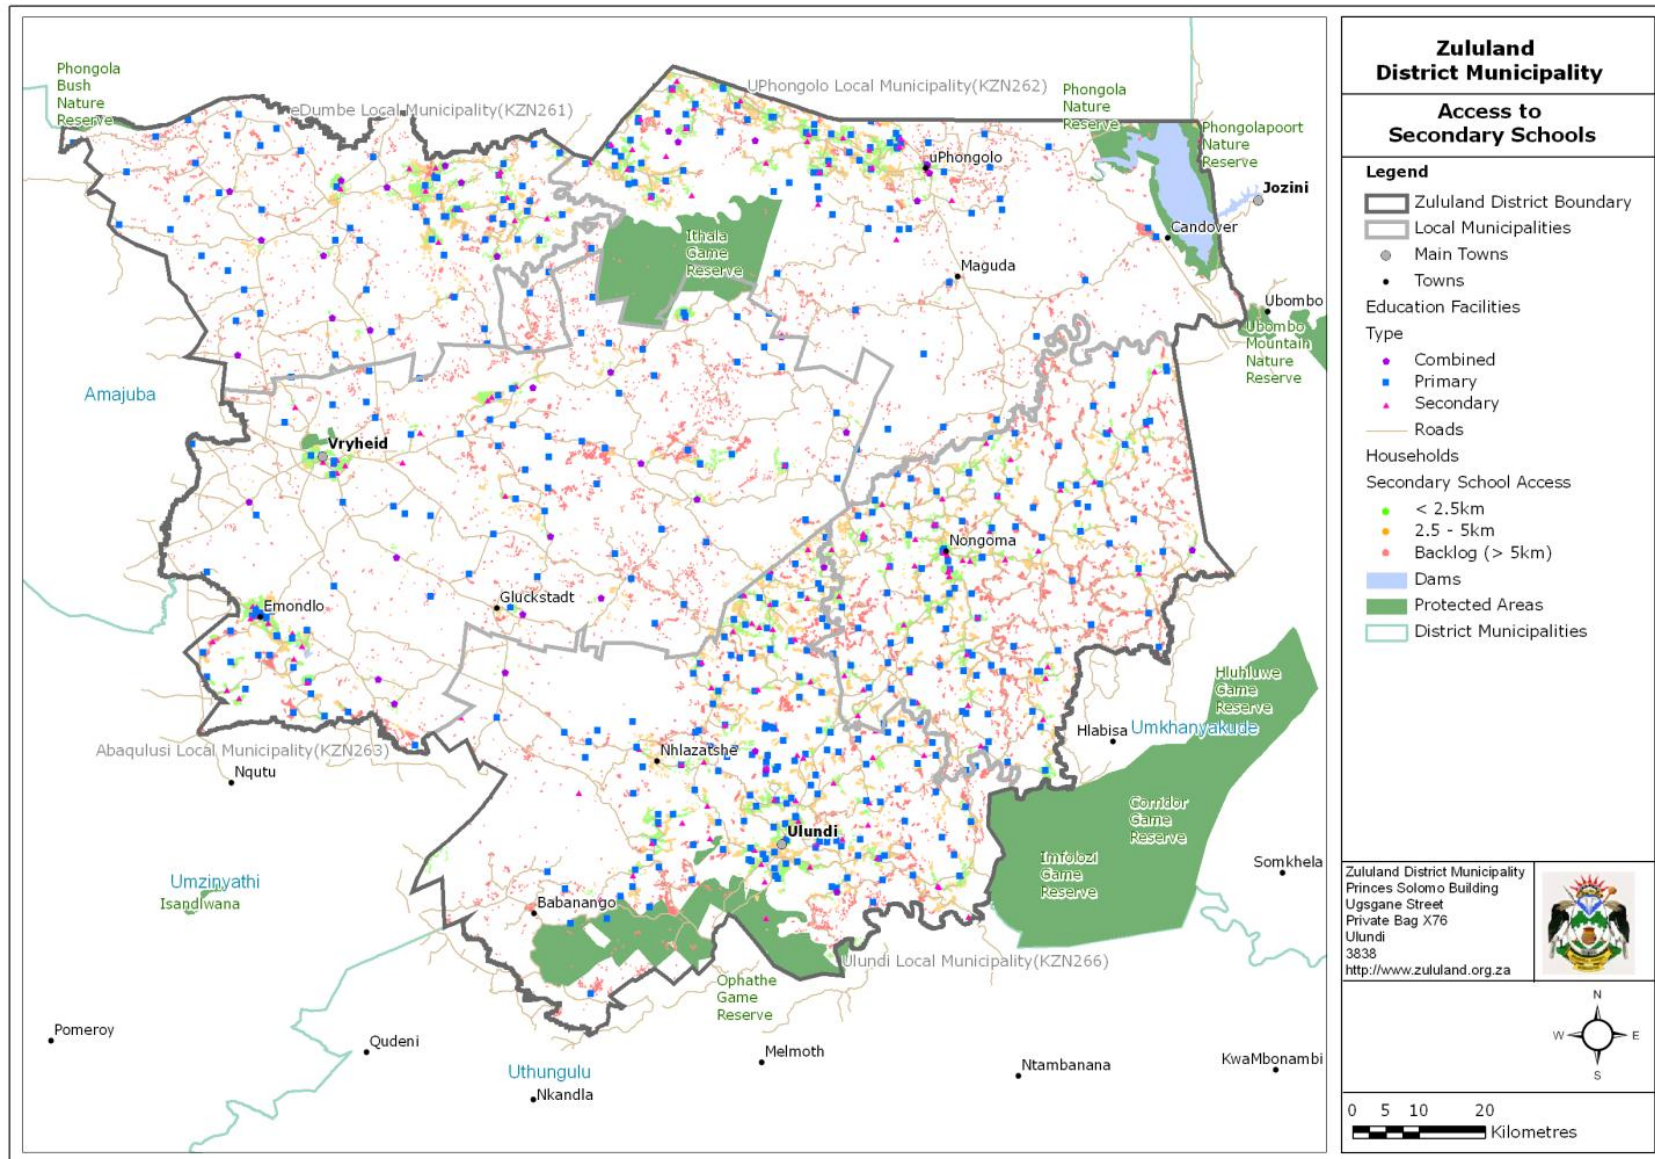 Zululand
District Municipality
Access to
Secondary Schools
Legend
Zululand District Boundary
Local Municipalities
Main Towns
Towns
Education Facilities
Type
Combined
Primary
Secondary
Roads
Households
Secondary School Access
< 2.5km
2.5 - 5km
Backlog (> 5km)
Dams
Protected Areas
District Municipalities
Zululand District Municipality
Princes Solomo Building
Ugsgane Street
Private Bag X76
Ulundi
3838
http://www.zululand.org.za
N
W E
S
0 5 10 20
Kilometres
Phongola
Bush
Nature
Reserve
eDumbe Local Municipality(KZN261)
UPhongolo Local Municipality(KZN262)
Phongola
Nature
Reserve
Phongolapoort
Nature
Reserve
uPhongolo
Jozini
Candover
Ithala
Game
Reserve
Maguda
Ubombo
Ubombo
Mountain
Nature
Reserve
Amajuba
Vryheid
Nongoma
Emondlo
Gluckstadt
Hluhluwe
Game
Reserve
Hlabisa
Umkhanyakude
Abaqulusi Local Municipality(KZN263)
Nqutu
Nhlazatshe
Corridor
Game
Reserve
Ulundi
Imfolozi
Game
Reserve
Somkhela
Umzinyathi
Isandlwana
Babanango
Ulundi Local Municipality(KZN266)
Ophathe
Game
Reserve
Pomeroy
Qudeni
Melmoth
Ntambanana
KwaMbonambi
Uthungulu
Nkandla